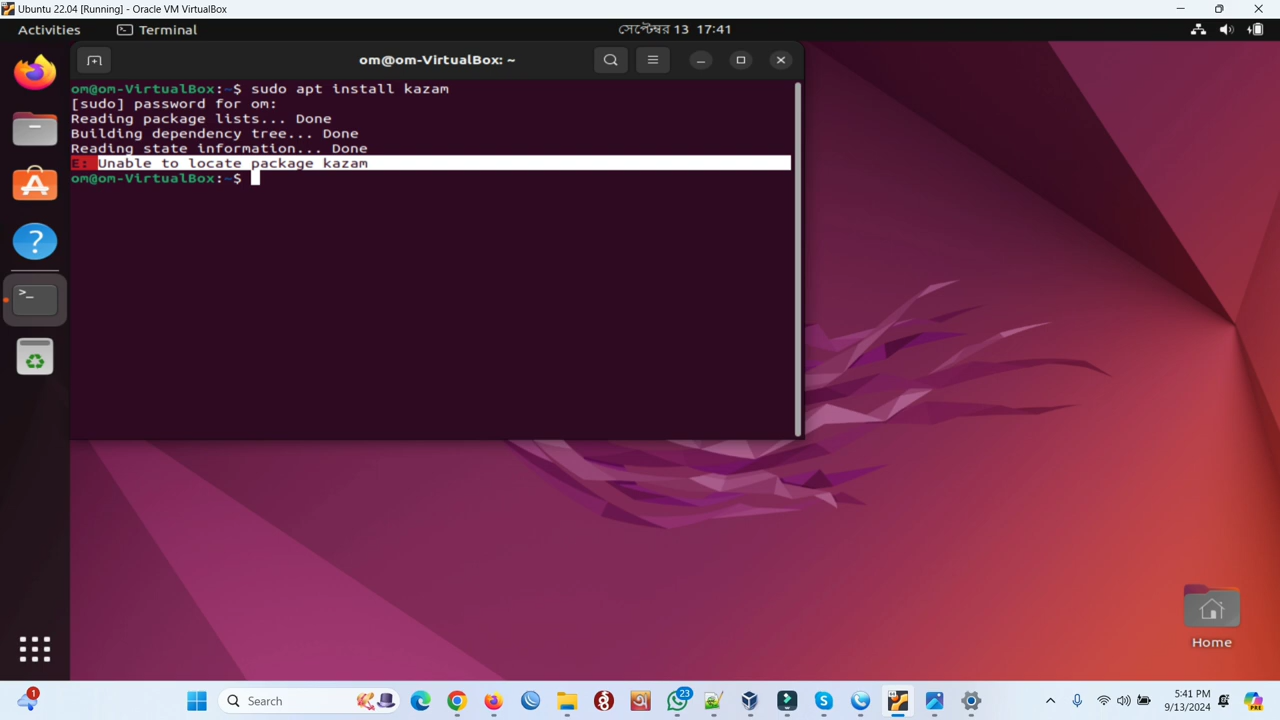 Ubuntu 22.04 [Running] - Oracle VM VirtualBox
Activities Terminal সেপ্টেম্বর 13 17:41
om@om-VirtualBox: ~
om@om-VirtualBox:~$ sudo apt install kazam
[sudo] password for om:
Reading package lists... Done
Building dependency tree... Done
Reading state information... Done
E: Unable to locate package kazam
om@om-VirtualBox:~$
Home
1 Search 23 5:41 PM
9/13/2024
PRE